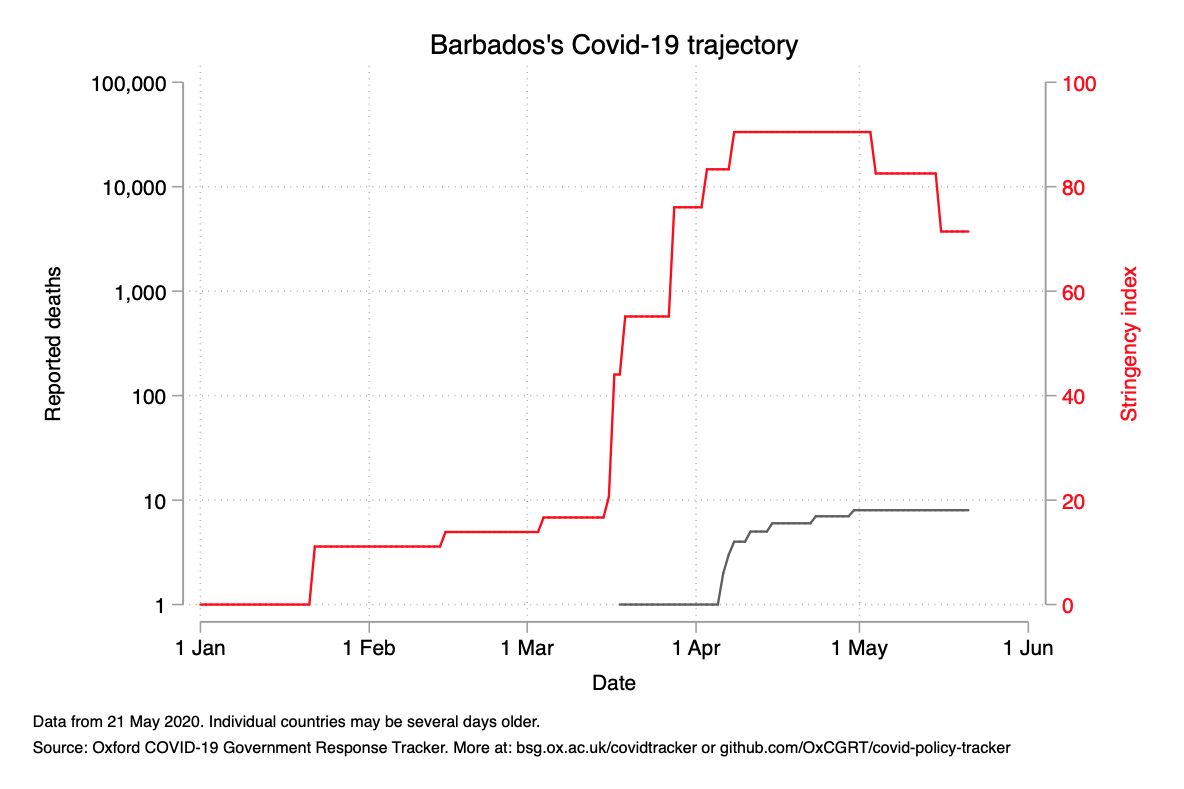 Barbados's Covid-19 trajectory
100,000
10,000
1,000
100
10
1
Reported deaths
100
80
60
40
20
0
Stringency index
1 Jan
1 Feb
1 Mar
1 Apr
1 May
1 Jun
Date
Data from 21 May 2020. Individual countries may be several days older.
Source: Oxford COVID-19 Government Response Tracker. More at: bsg.ox.ac.uk/covidtracker or github.com/OxCGRT/covid-policy-tracker